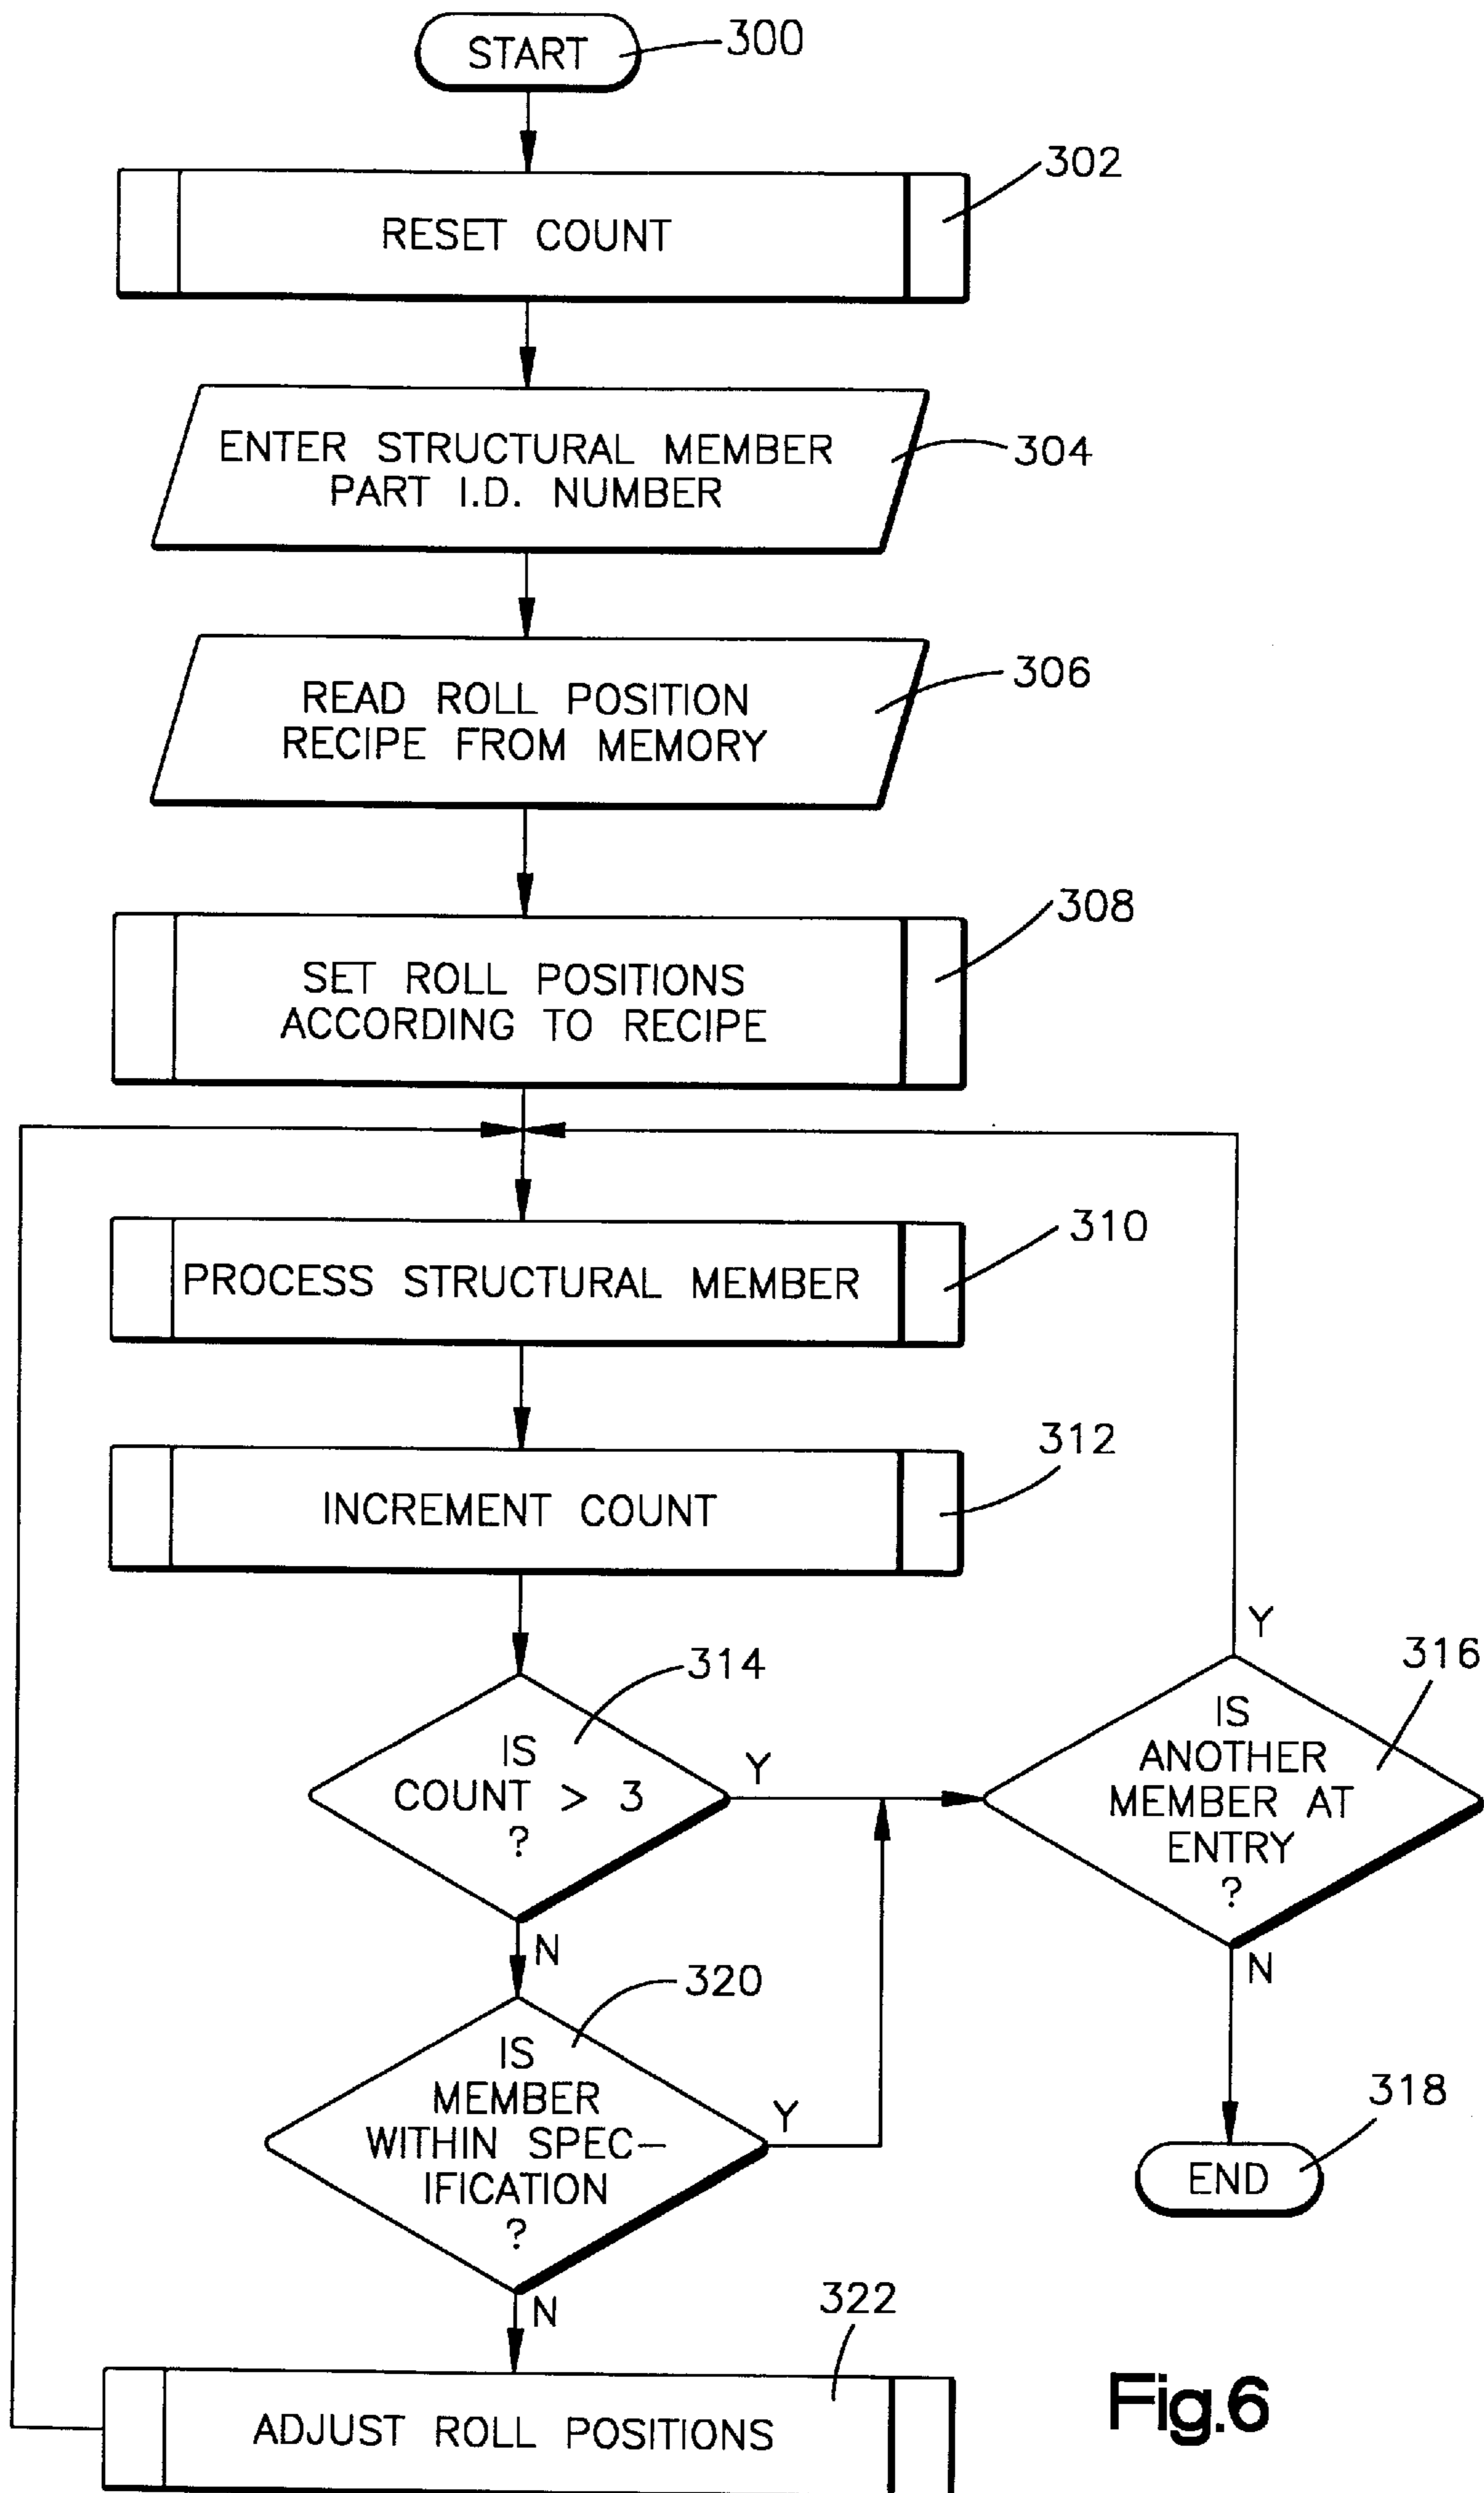 START
300
302
RESET COUNT
ENTER STRUCTURAL MEMBER
PART I.D. NUMBER
304
READ ROLL POSITION
RECIPE FROM MEMORY
306
308
SET ROLL POSITIONS
ACCORDING TO RECIPE
310
PROCESS STRUCTURAL MEMBER
312
INCREMENT COUNT
314
IS
COUNT > 3
?
Y
N
316
Y
IS
ANOTHER
MEMBER AT
ENTRY
?
N
318
END
320
IS
MEMBER
WITHIN SPEC–
IFICATION
?
Y
N
322
ADJUST ROLL POSITIONS
Fig.6